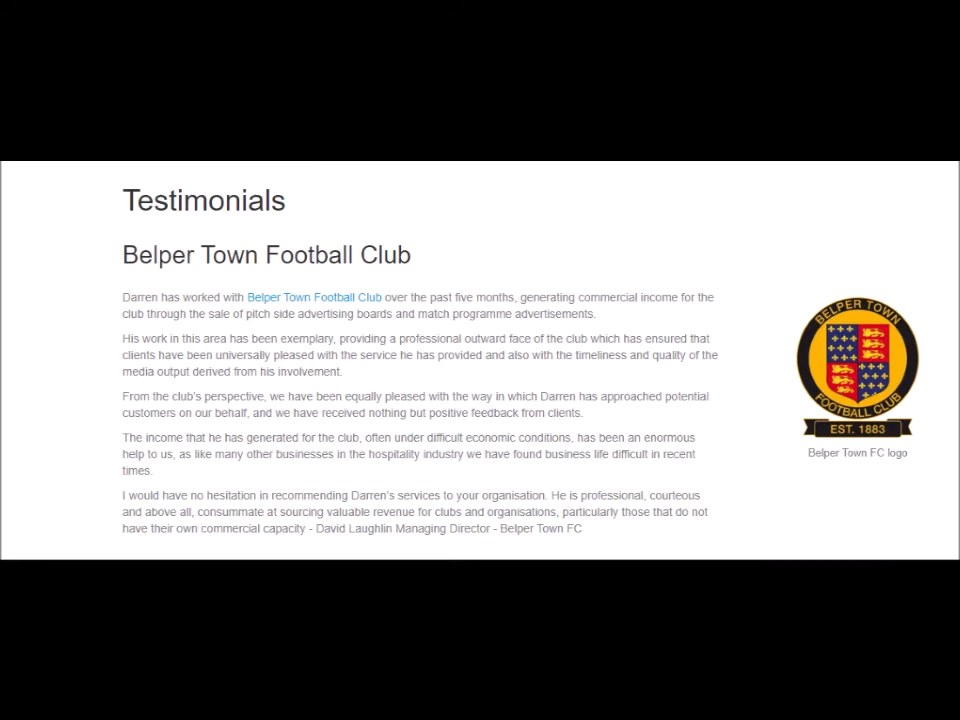 Testimonials
Belper Town Football Club
Darren has worked with Belper Town Football Club over the past five months, generating commercial income for the
club through the sale of pitch side advertising boards and match programme advertisements.
His work in this area has been exemplary, providing a professional outward face of the club which has ensured that
clients have been universally pleased with the service he has provided and also with the timeliness and quality of the
media output derived from his involvement.
From the club's perspective, we have been equally pleased with the way in which Darren has approached potential
customers on our behalf, and we have received nothing but positive feedback from clients.
The income that he has generated for the club, often under difficult economic conditions, has been an enormous
help to us, as like many other businesses in the hospitality industry we have found business life difficult in recent
times.
I would have no hesitation in recommending Darren's services to your organisation. He is professional, courteous
and above all, consummate at sourcing valuable revenue for clubs and organisations, particularly those that do not
have their own commercial capacity - David Laughlin Managing Director - Belper Town FC
BELPER TOWN
FOOTBALL CLUB
EST. 1883
Belper Town FC logo